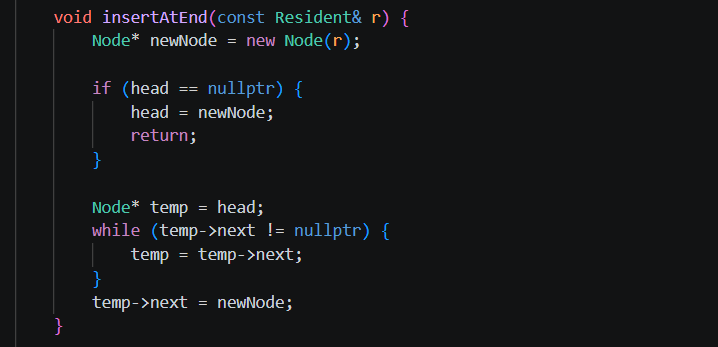 void insertAtEnd(const Resident& r) {
    Node* newNode = new Node(r);

    if (head == nullptr) {
        head = newNode;
        return;
    }

    Node* temp = head;
    while (temp->next != nullptr) {
        temp = temp->next;
    }
    temp->next = newNode;
}